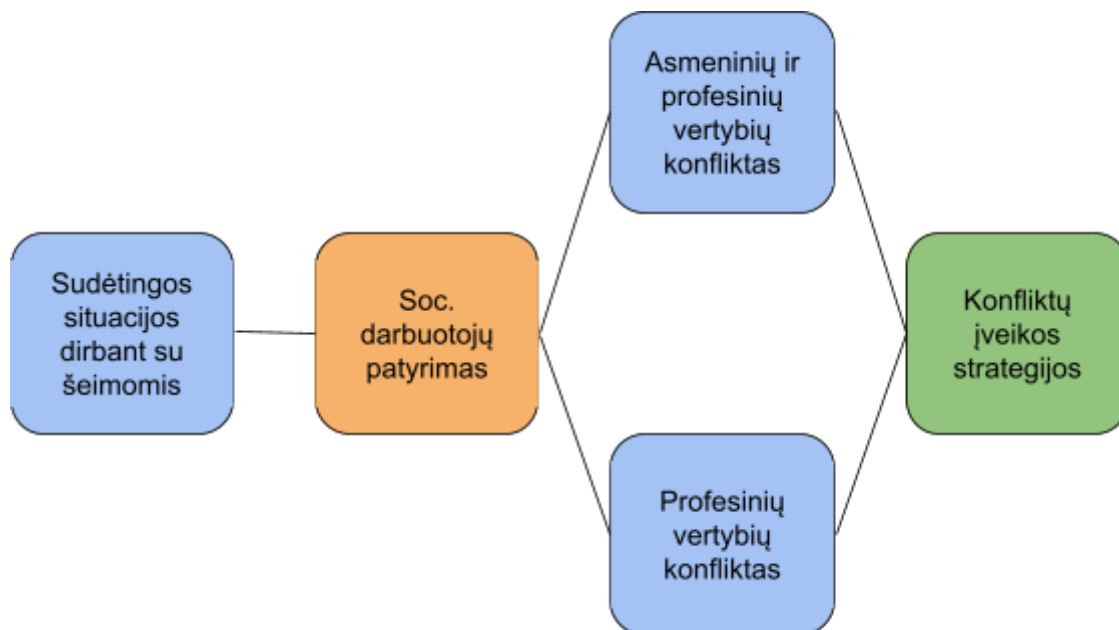 Sudėtingos
situacijos
dirbant su
šeimomis
Soc.
darbuotojų
patyrimas
Asmeninių ir
profesinių
vertybių
konfliktas
Profesinių
vertybių
konfliktas
Konfliktų
įveikos
strategijos